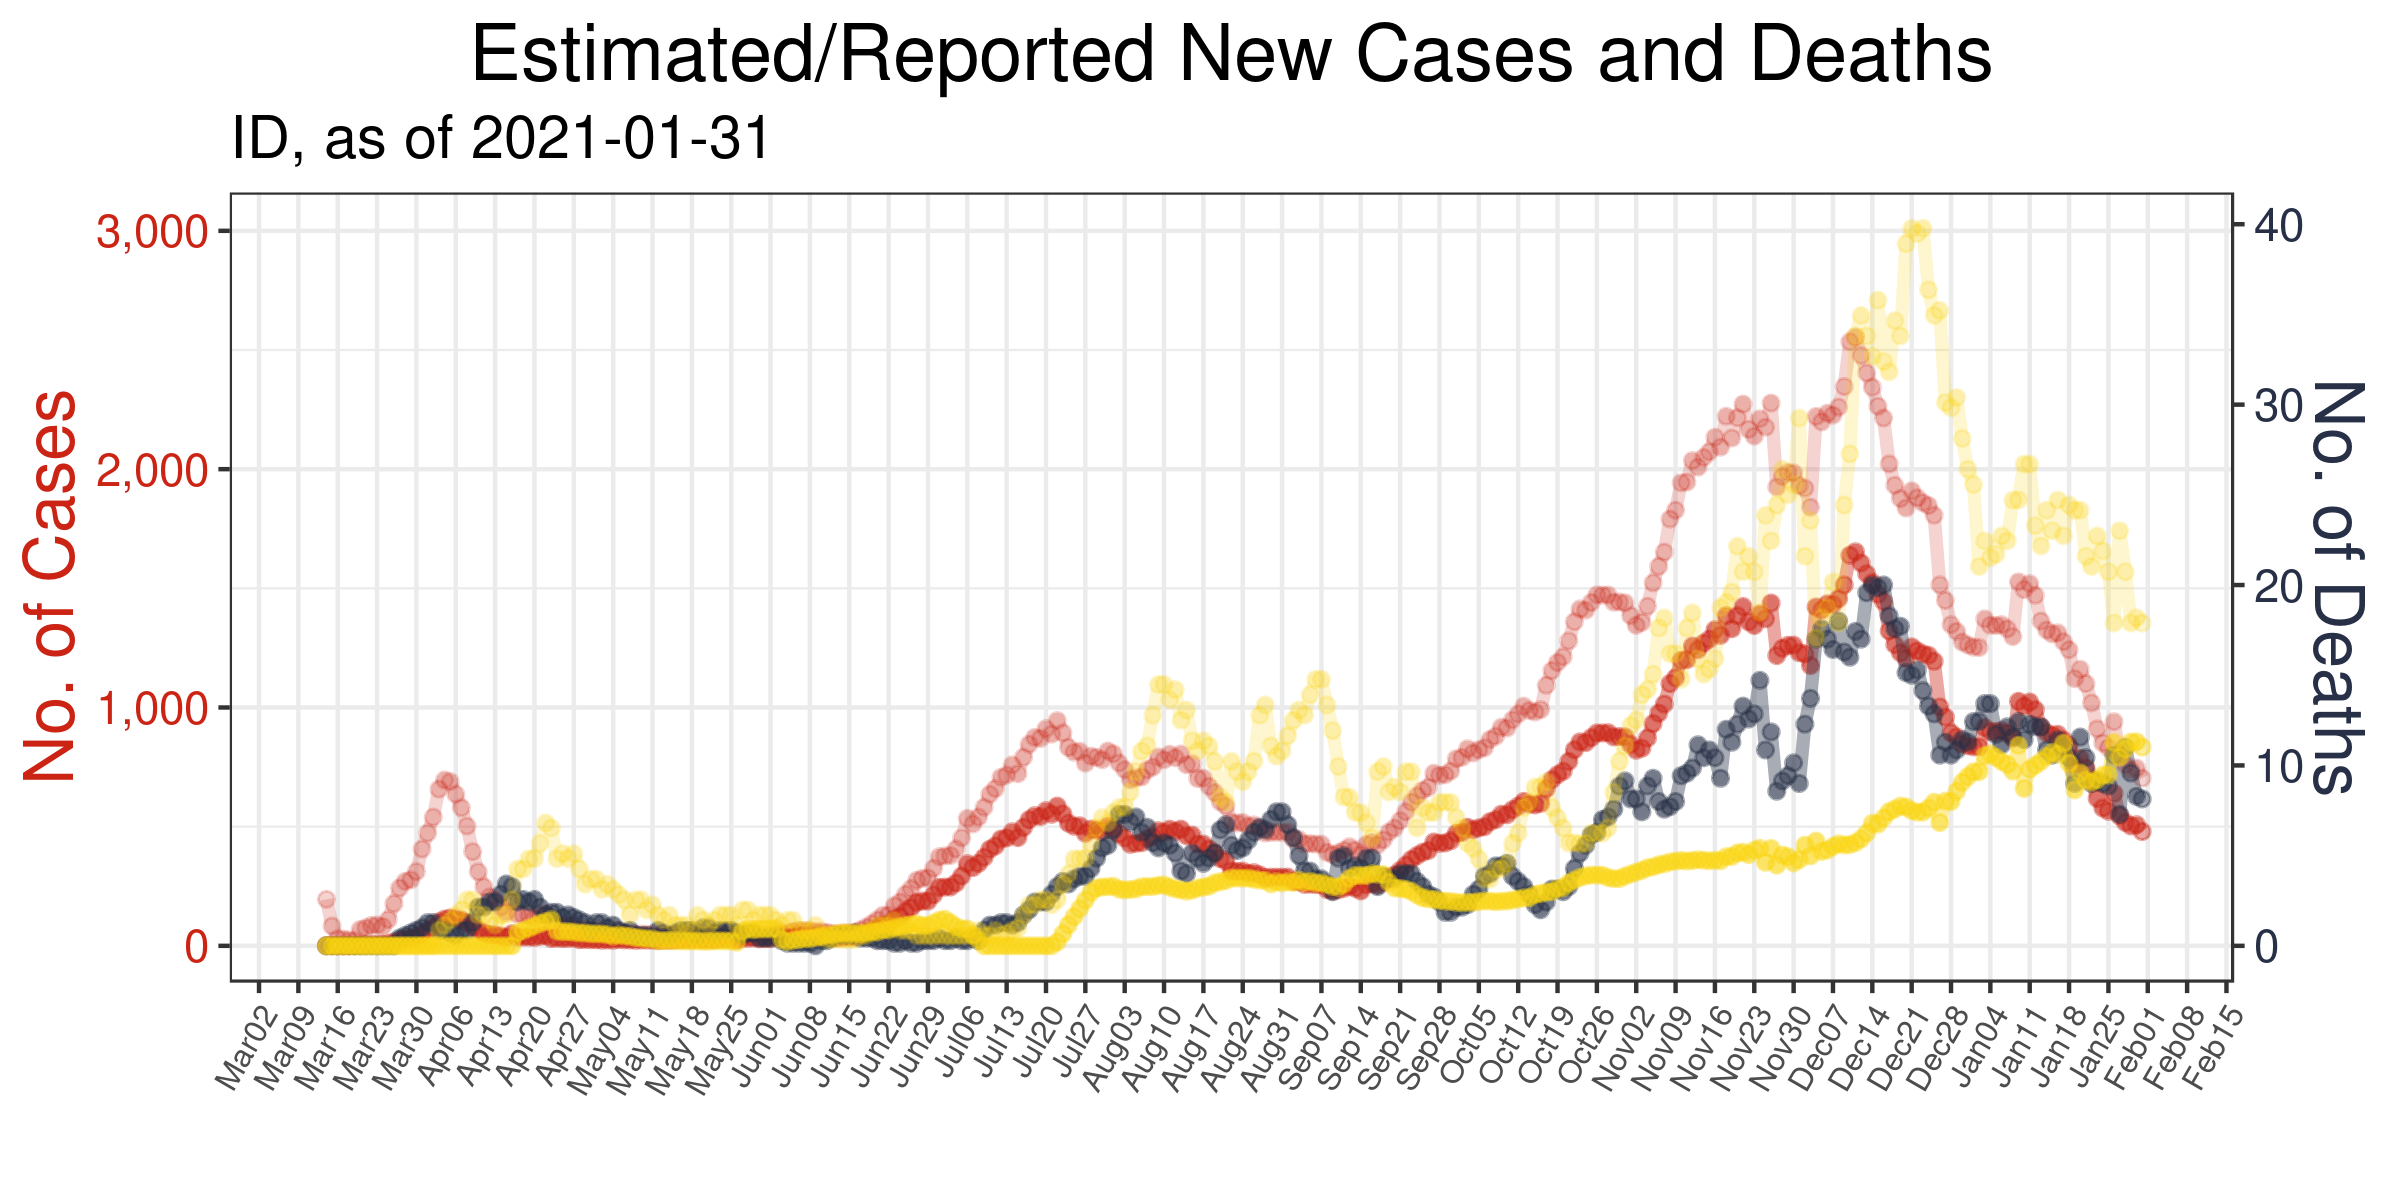 Estimated/Reported New Cases and Deaths
ID, as of 2021-01-31
No. of Cases
3,000
2,000
1,000
0
40
30
20
10
0
No. of Deaths
Mar02
Mar09
Mar16
Mar23
Mar30
Apr06
Apr13
Apr20
Apr27
May04
May11
May18
May25
Jun01
Jun08
Jun15
Jun22
Jun29
Jul06
Jul13
Jul20
Jul27
Aug03
Aug10
Aug17
Aug24
Aug31
Sep07
Sep14
Sep21
Sep28
Oct05
Oct12
Oct19
Oct26
Nov02
Nov09
Nov16
Nov23
Nov30
Dec07
Dec14
Dec21
Dec28
Jan04
Jan11
Jan18
Jan25
Feb01
Feb08
Feb15